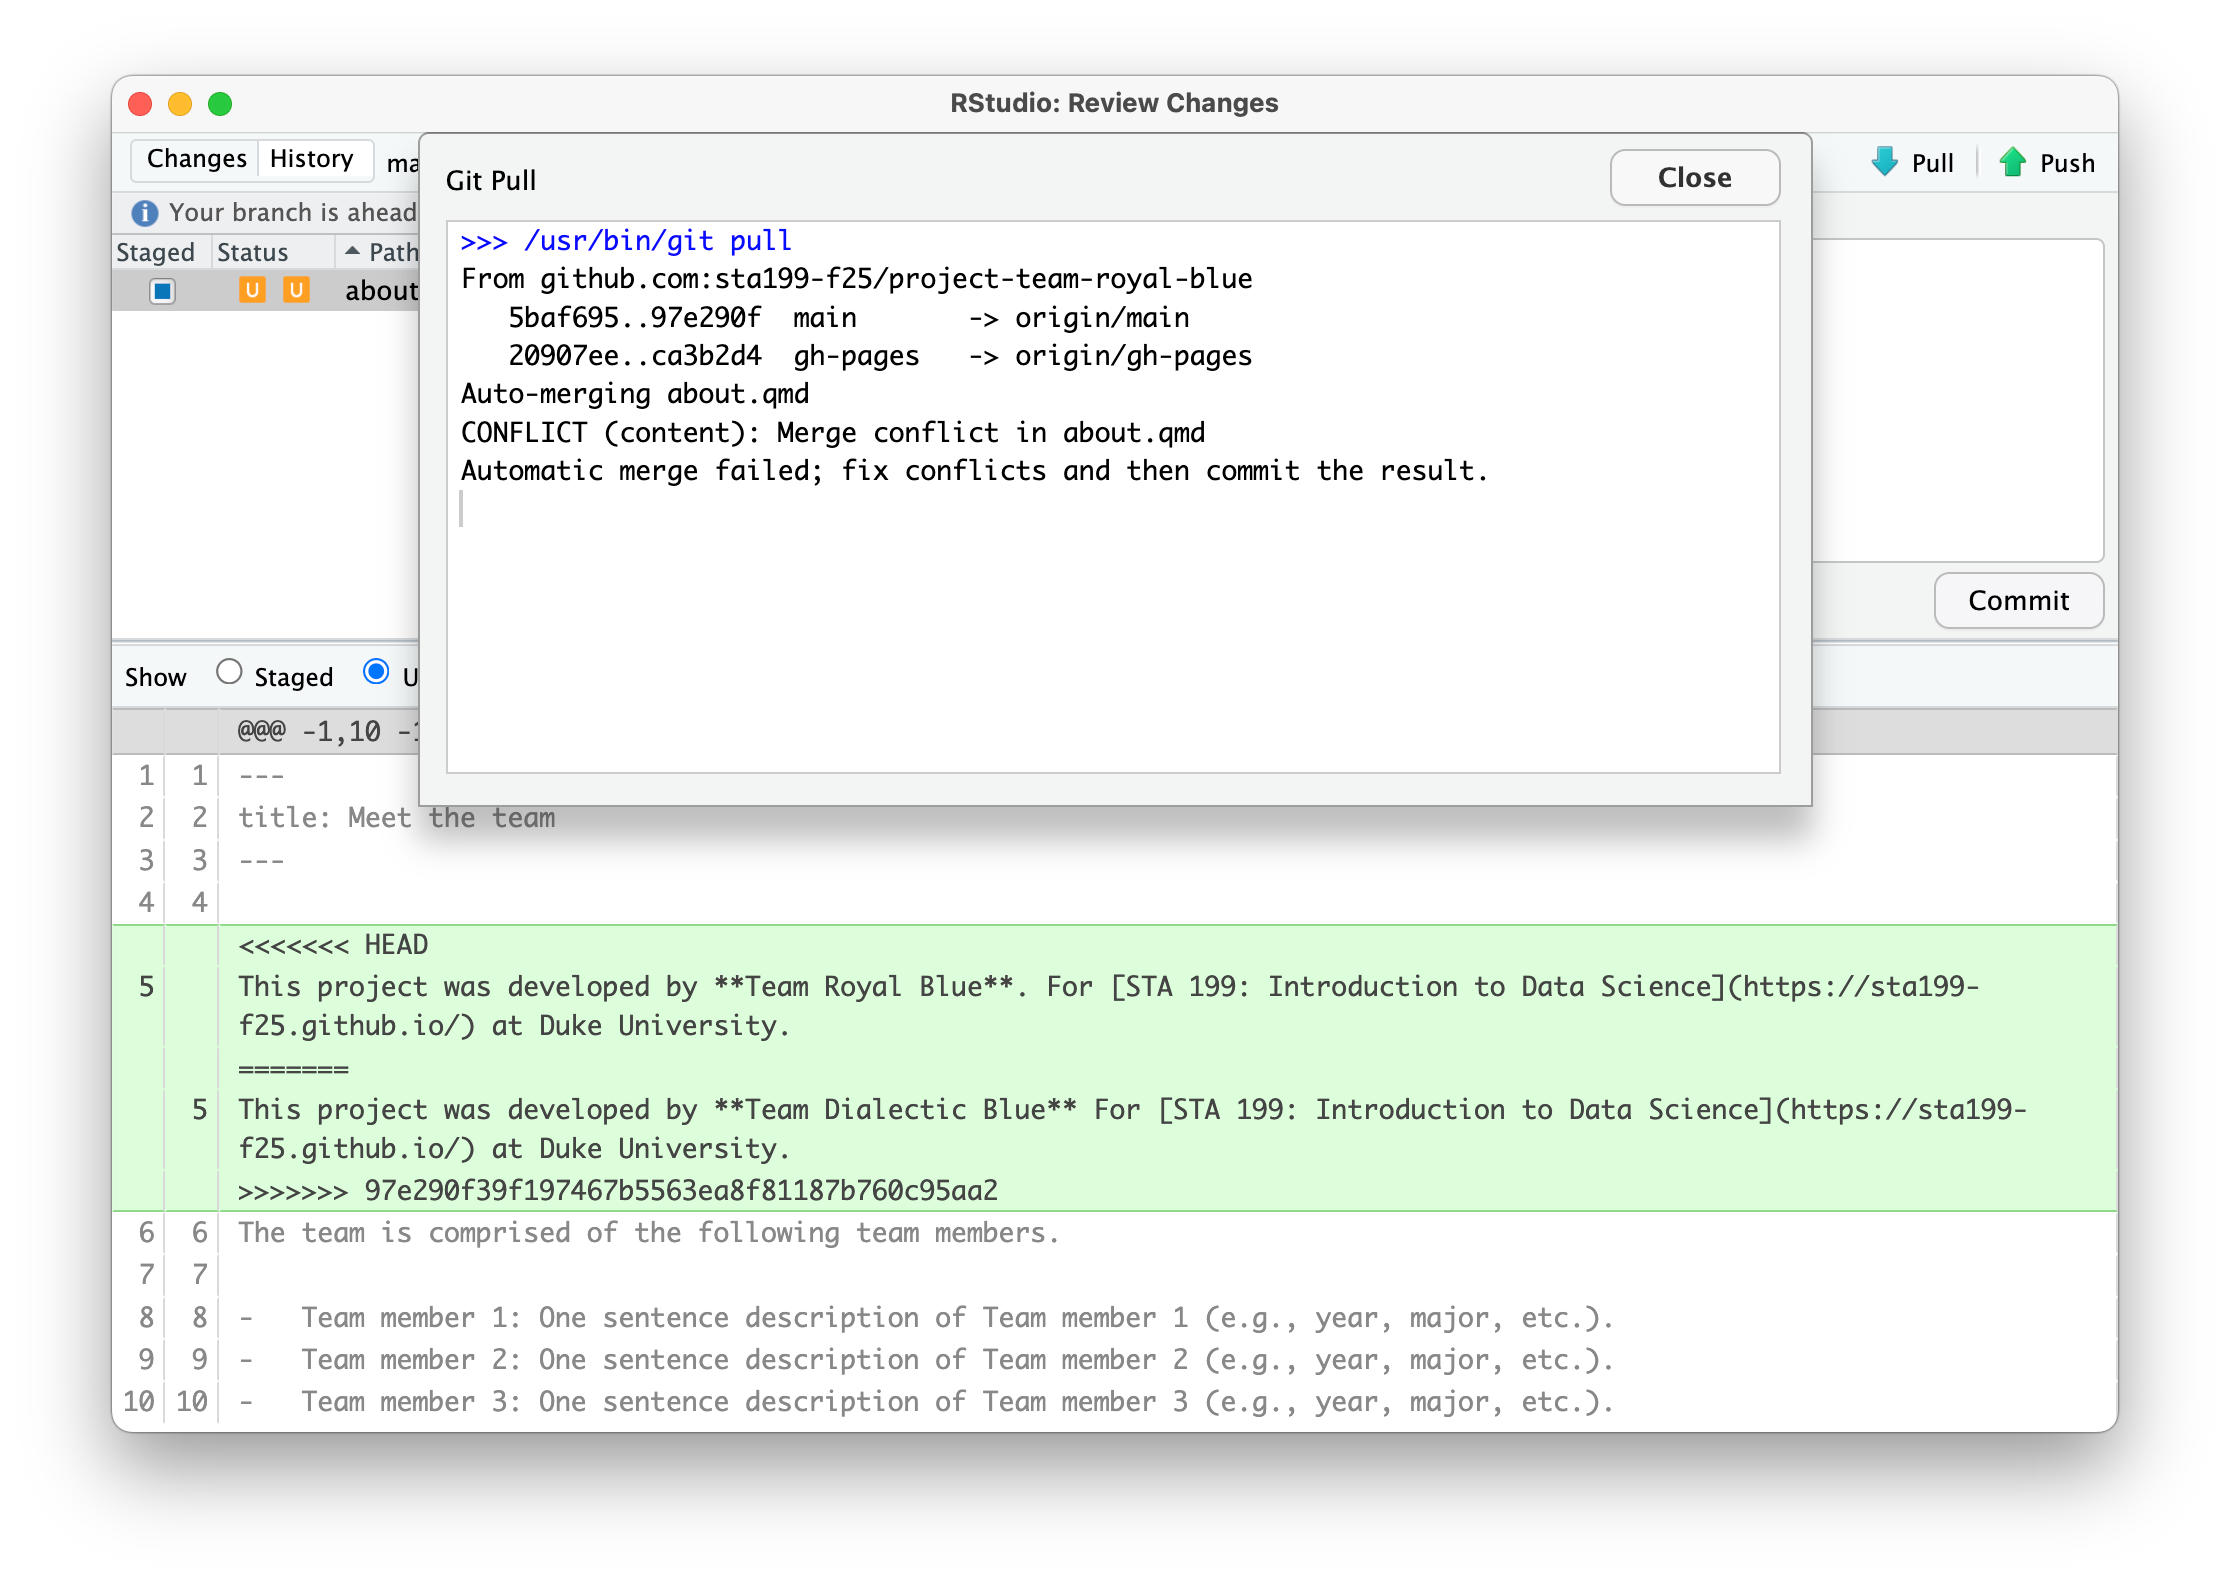 RStudio: Review Changes
Changes History ma
Pull Push
Your branch is ahead
Staged Status Path
U U about
Git Pull
Close
>>> /usr/bin/git pull
From github.com:sta199-f25/project-team-royal-blue
5baf695..97e290f main -> origin/main
20907ee..ca3b2d4 gh-pages -> origin/gh-pages
Auto-merging about.qmd
CONFLICT (content): Merge conflict in about.qmd
Automatic merge failed; fix conflicts and then commit the result.
Commit
Show Staged U
@@@ -1,10 -1
1 1 ---
2 2 title: Meet the team
3 3 ---
4 4
<<<<<<< HEAD
5 This project was developed by **Team Royal Blue**. For [STA 199: Introduction to Data Science](https://sta199-
f25.github.io/) at Duke University.
=======
5 This project was developed by **Team Dialectic Blue** For [STA 199: Introduction to Data Science](https://sta199-
f25.github.io/) at Duke University.
>>>>>>> 97e290f39f197467b5563ea8f81187b760c95aa2
6 6 The team is comprised of the following team members.
7 7
8 8 - Team member 1: One sentence description of Team member 1 (e.g., year, major, etc.).
9 9 - Team member 2: One sentence description of Team member 2 (e.g., year, major, etc.).
10 10 - Team member 3: One sentence description of Team member 3 (e.g., year, major, etc.).